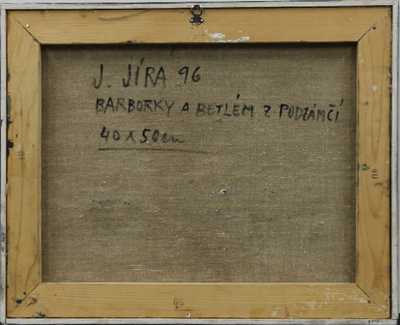 J. JÍRA 96
BARBORKY A BETLÉM Z PODZÁMČÍ
40 x 50cm